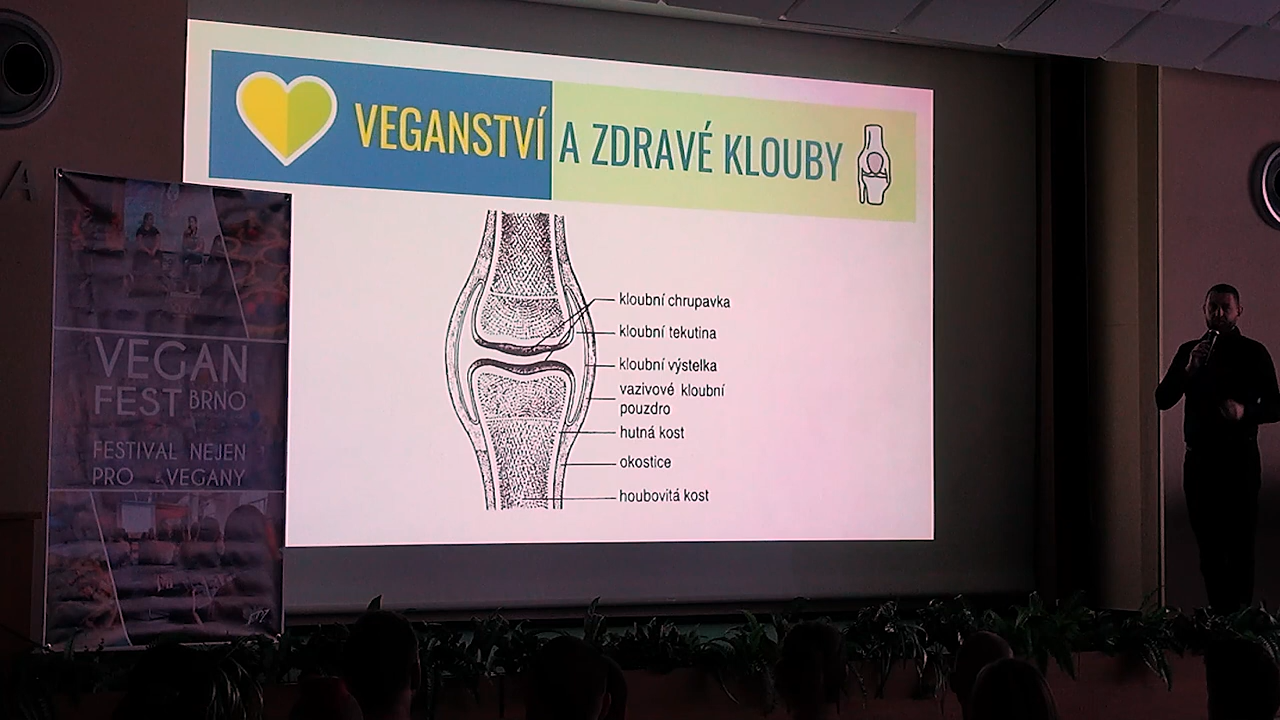 VEGANSTVÍ A ZDRAVÉ KLOUBY
kloubní chrupavka
kloubní tekutina
kloubní výstelka
vazivové kloubní
pouzdro
hutná kost
okostice
houbovitá kost
A
VEGAN
FEST BRNO
FESTIVAL NEJEN
PRO VEGANY